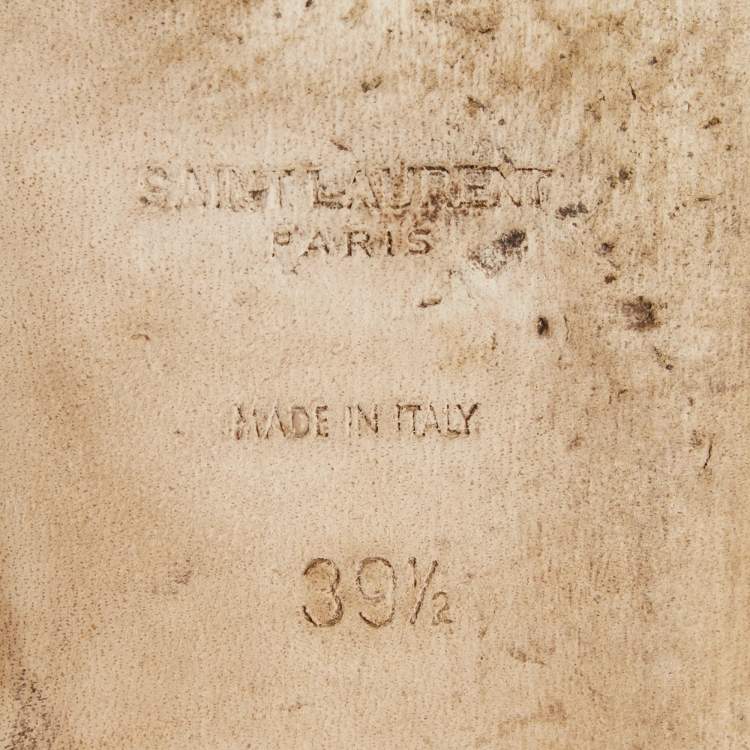 SAINT LAURENT
PARIS
MADE IN ITALY
39½